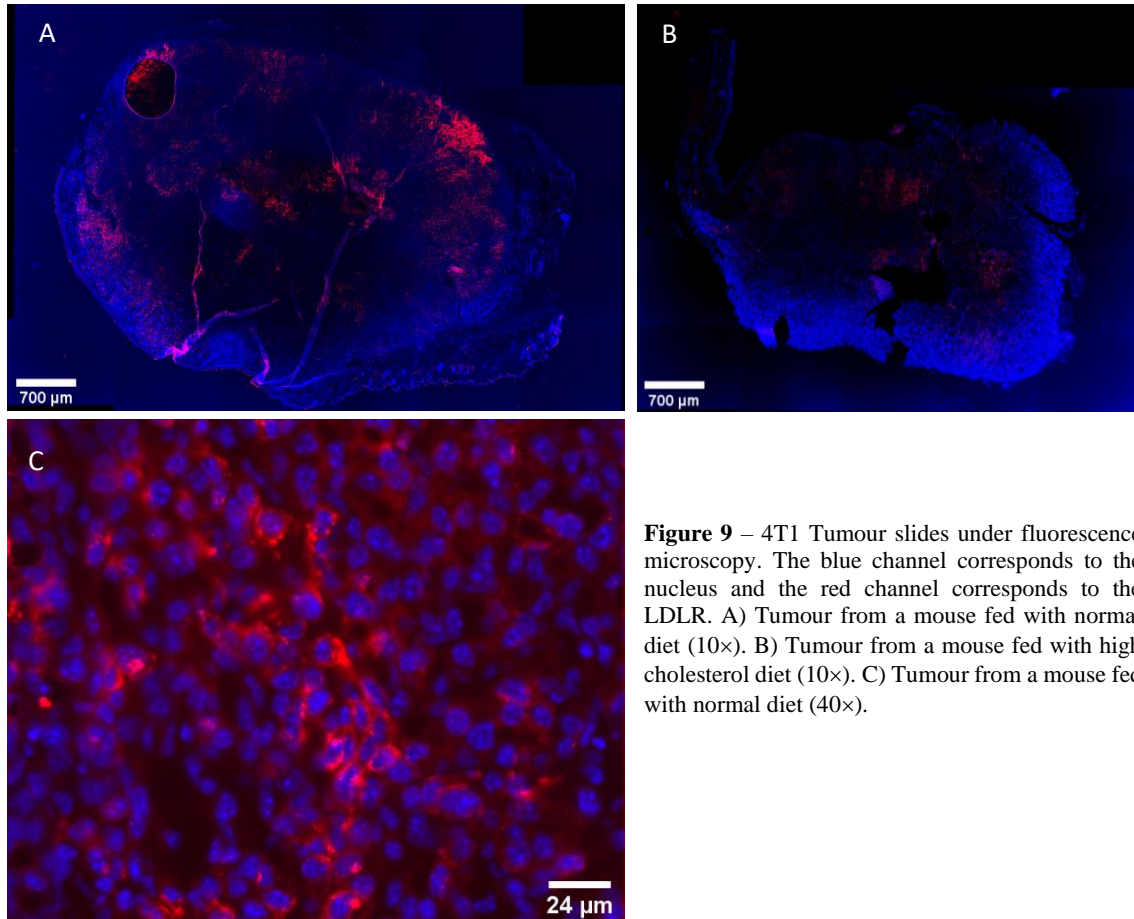 A
700 µm
B
700 µm
C
24 µm
Figure 9 – 4T1 Tumour slides under fluorescence
microscopy. The blue channel corresponds to the
nucleus and the red channel corresponds to the
LDLR. A) Tumour from a mouse fed with norma
diet (10×). B) Tumour from a mouse fed with high
cholesterol diet (10×). C) Tumour from a mouse fed
with normal diet (40×).